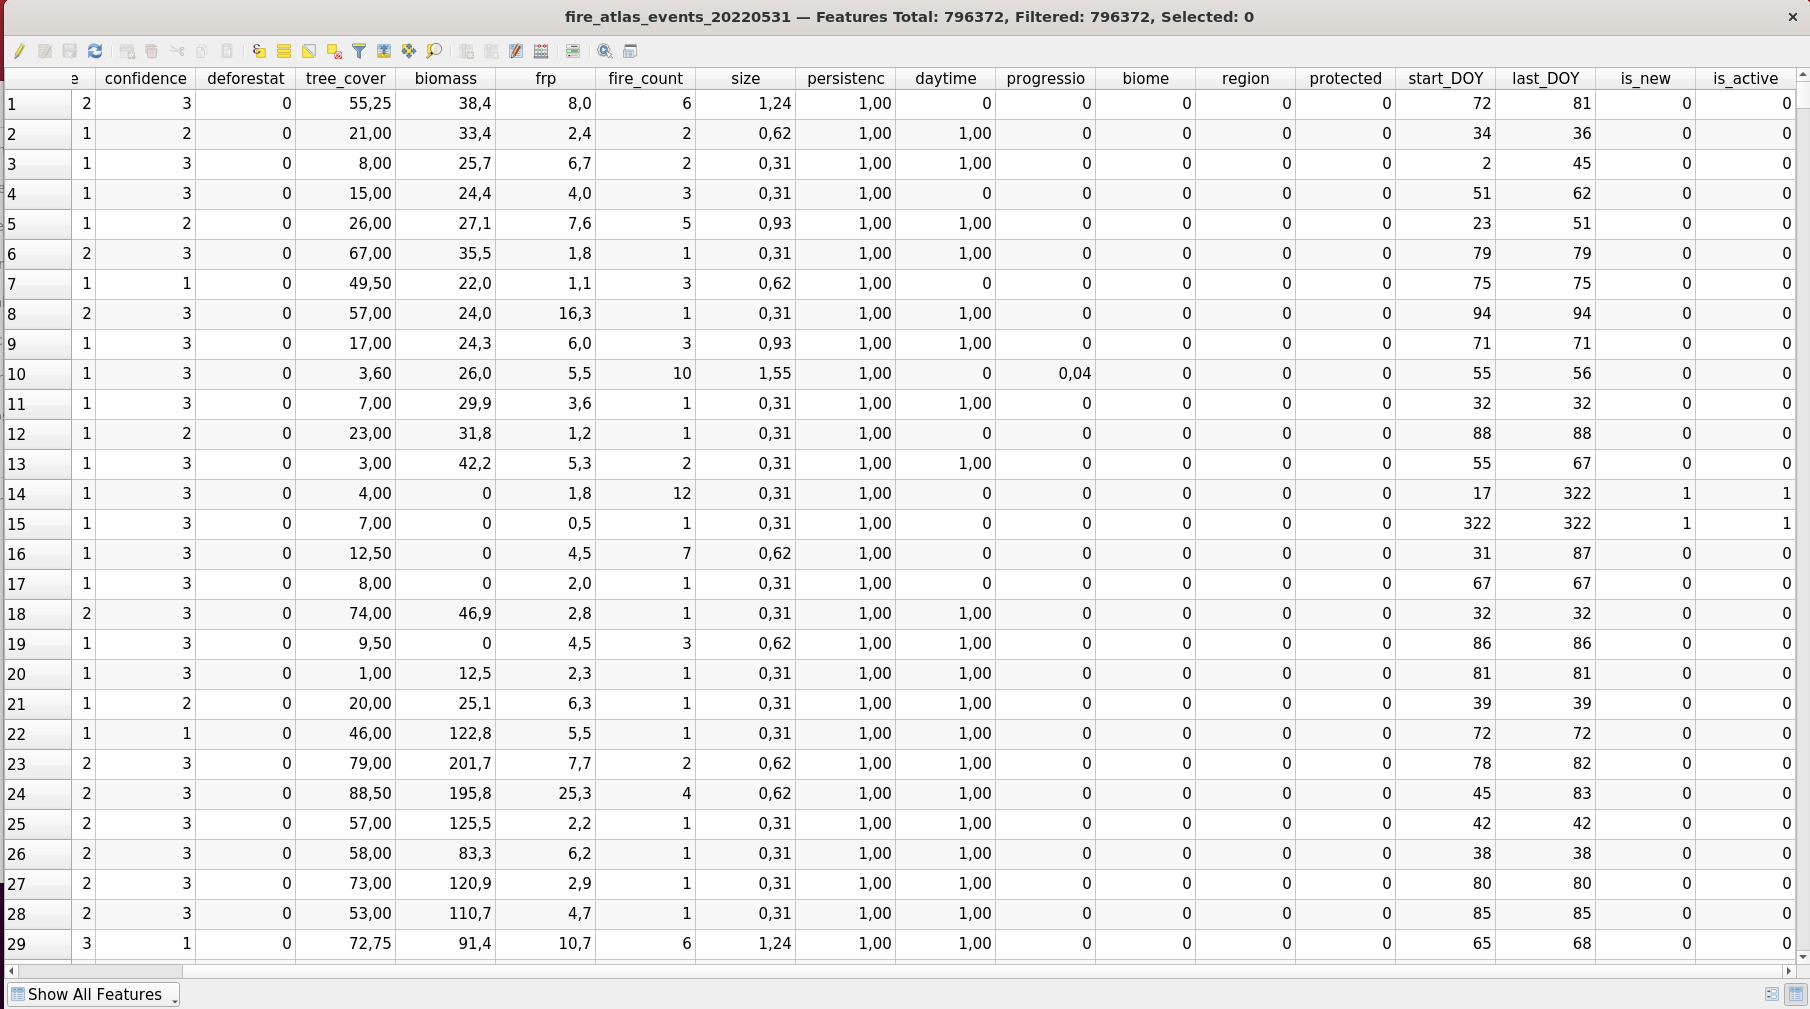 fire_atlas_events_20220531 — Features Total: 796372, Filtered: 796372, Selected: 0
e confidence deforestat tree_cover biomass frp fire_count size persistenc daytime progressio biome region protected start_DOY last_DOY is_new is_active
1 2 3 0 55,25 38,4 8,0 6 1,24 1,00 0 0 0 0 0 72 81 0 0
2 1 2 0 21,00 33,4 2,4 2 0,62 1,00 1,00 0 0 0 0 34 36 0 0
3 1 3 0 8,00 25,7 6,7 2 0,31 1,00 1,00 0 0 0 0 2 45 0 0
4 1 3 0 15,00 24,4 4,0 3 0,31 1,00 0 0 0 0 0 51 62 0 0
5 1 2 0 26,00 27,1 7,6 5 0,93 1,00 1,00 0 0 0 0 23 51 0 0
6 2 3 0 67,00 35,5 1,8 1 0,31 1,00 1,00 0 0 0 0 79 79 0 0
7 1 1 0 49,50 22,0 1,1 3 0,62 1,00 0 0 0 0 0 75 75 0 0
8 2 3 0 57,00 24,0 16,3 1 0,31 1,00 1,00 0 0 0 0 94 94 0 0
9 1 3 0 17,00 24,3 6,0 3 0,93 1,00 1,00 0 0 0 0 71 71 0 0
10 1 3 0 3,60 26,0 5,5 10 1,55 1,00 0 0,04 0 0 0 55 56 0 0
11 1 3 0 7,00 29,9 3,6 1 0,31 1,00 1,00 0 0 0 0 32 32 0 0
12 1 2 0 23,00 31,8 1,2 1 0,31 1,00 0 0 0 0 0 88 88 0 0
13 1 3 0 3,00 42,2 5,3 2 0,31 1,00 1,00 0 0 0 0 55 67 0 0
14 1 3 0 4,00 0 1,8 12 0,31 1,00 0 0 0 0 0 17 322 1 1
15 1 3 0 7,00 0 0,5 1 0,31 1,00 0 0 0 0 0 322 322 1 1
16 1 3 0 12,50 0 4,5 7 0,62 1,00 0 0 0 0 0 31 87 0 0
17 1 3 0 8,00 0 2,0 1 0,31 1,00 0 0 0 0 0 67 67 0 0
18 2 3 0 74,00 46,9 2,8 1 0,31 1,00 1,00 0 0 0 0 32 32 0 0
19 1 3 0 9,50 0 4,5 3 0,62 1,00 1,00 0 0 0 0 86 86 0 0
20 1 3 0 1,00 12,5 2,3 1 0,31 1,00 1,00 0 0 0 0 81 81 0 0
21 1 2 0 20,00 25,1 6,3 1 0,31 1,00 1,00 0 0 0 0 39 39 0 0
22 1 1 0 46,00 122,8 5,5 1 0,31 1,00 1,00 0 0 0 0 72 72 0 0
23 2 3 0 79,00 201,7 7,7 2 0,62 1,00 1,00 0 0 0 0 78 82 0 0
24 2 3 0 88,50 195,8 25,3 4 0,62 1,00 1,00 0 0 0 0 45 83 0 0
25 2 3 0 57,00 125,5 2,2 1 0,31 1,00 1,00 0 0 0 0 42 42 0 0
26 2 3 0 58,00 83,3 6,2 1 0,31 1,00 1,00 0 0 0 0 38 38 0 0
27 2 3 0 73,00 120,9 2,9 1 0,31 1,00 1,00 0 0 0 0 80 80 0 0
28 2 3 0 53,00 110,7 4,7 1 0,31 1,00 1,00 0 0 0 0 85 85 0 0
29 3 1 0 72,75 91,4 10,7 6 1,24 1,00 1,00 0 0 0 0 65 68 0 0
Show All Features